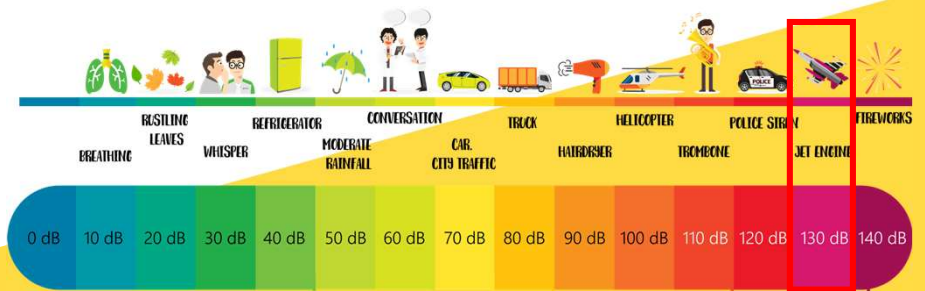 POLICE
BREATHING
RUSTLING
LEAVES
WHISPER
REFRIGERATOR
MODERATE
RAINFALL
CONVERSATION
CAR,
CITY TRAFFIC
TRUCK
HAIRDRYER
HELICOPTER
TROMBONE
POLICE SIREN
JET ENGINE
FIREWORKS
0 dB 10 dB 20 dB 30 dB 40 dB 50 dB 60 dB 70 dB 80 dB 90 dB 100 dB 110 dB 120 dB 130 dB 140 dB